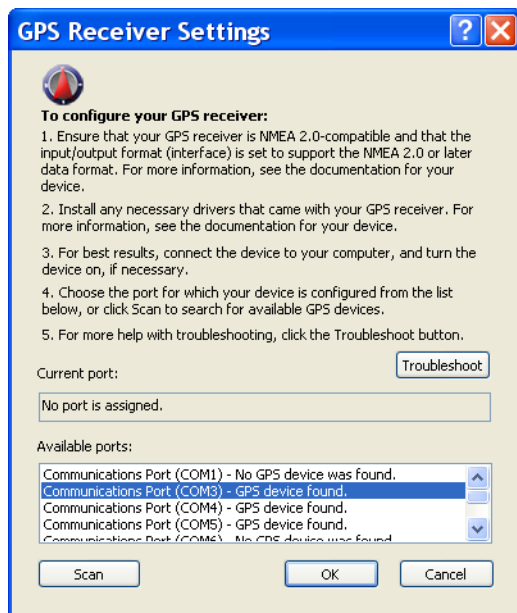 GPS Receiver Settings
To configure your GPS receiver:
1. Ensure that your GPS receiver is NMEA 2.0-compatible and that the
input/output format (interface) is set to support the NMEA 2.0 or later
data format. For more information, see the documentation for your
device.
2. Install any necessary drivers that came with your GPS receiver. For
more information, see the documentation for your device.
3. For best results, connect the device to your computer, and turn the
device on, if necessary.
4. Choose the port for which your device is configured from the list
below, or click Scan to search for available GPS devices.
5. For more help with troubleshooting, click the Troubleshoot button.
Troubleshoot
Current port:
No port is assigned.
Available ports:
Communications Port (COM1) - No GPS device was found.
Communications Port (COM3) - GPS device found.
Communications Port (COM4) - GPS device found.
Communications Port (COM5) - GPS device found.
Communications Port (COM6) - No GPS device was found.
Scan
OK
Cancel